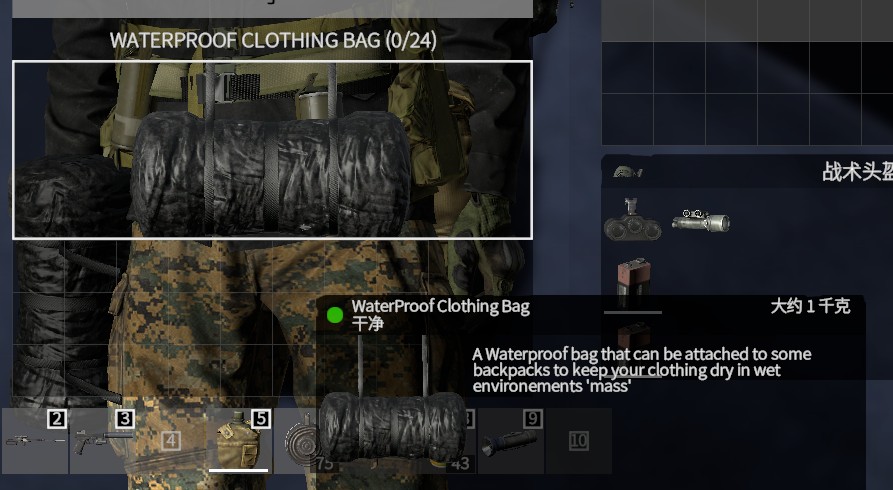 WATERPROOF CLOTHING BAG (0/24)
战术头盔
WaterProof Clothing Bag
大约 1 千克
干净
A Waterproof bag that can be attached to some
backpacks to keep your clothing dry in wet
environements 'mass'
2
3
4
5
9
10
75
43